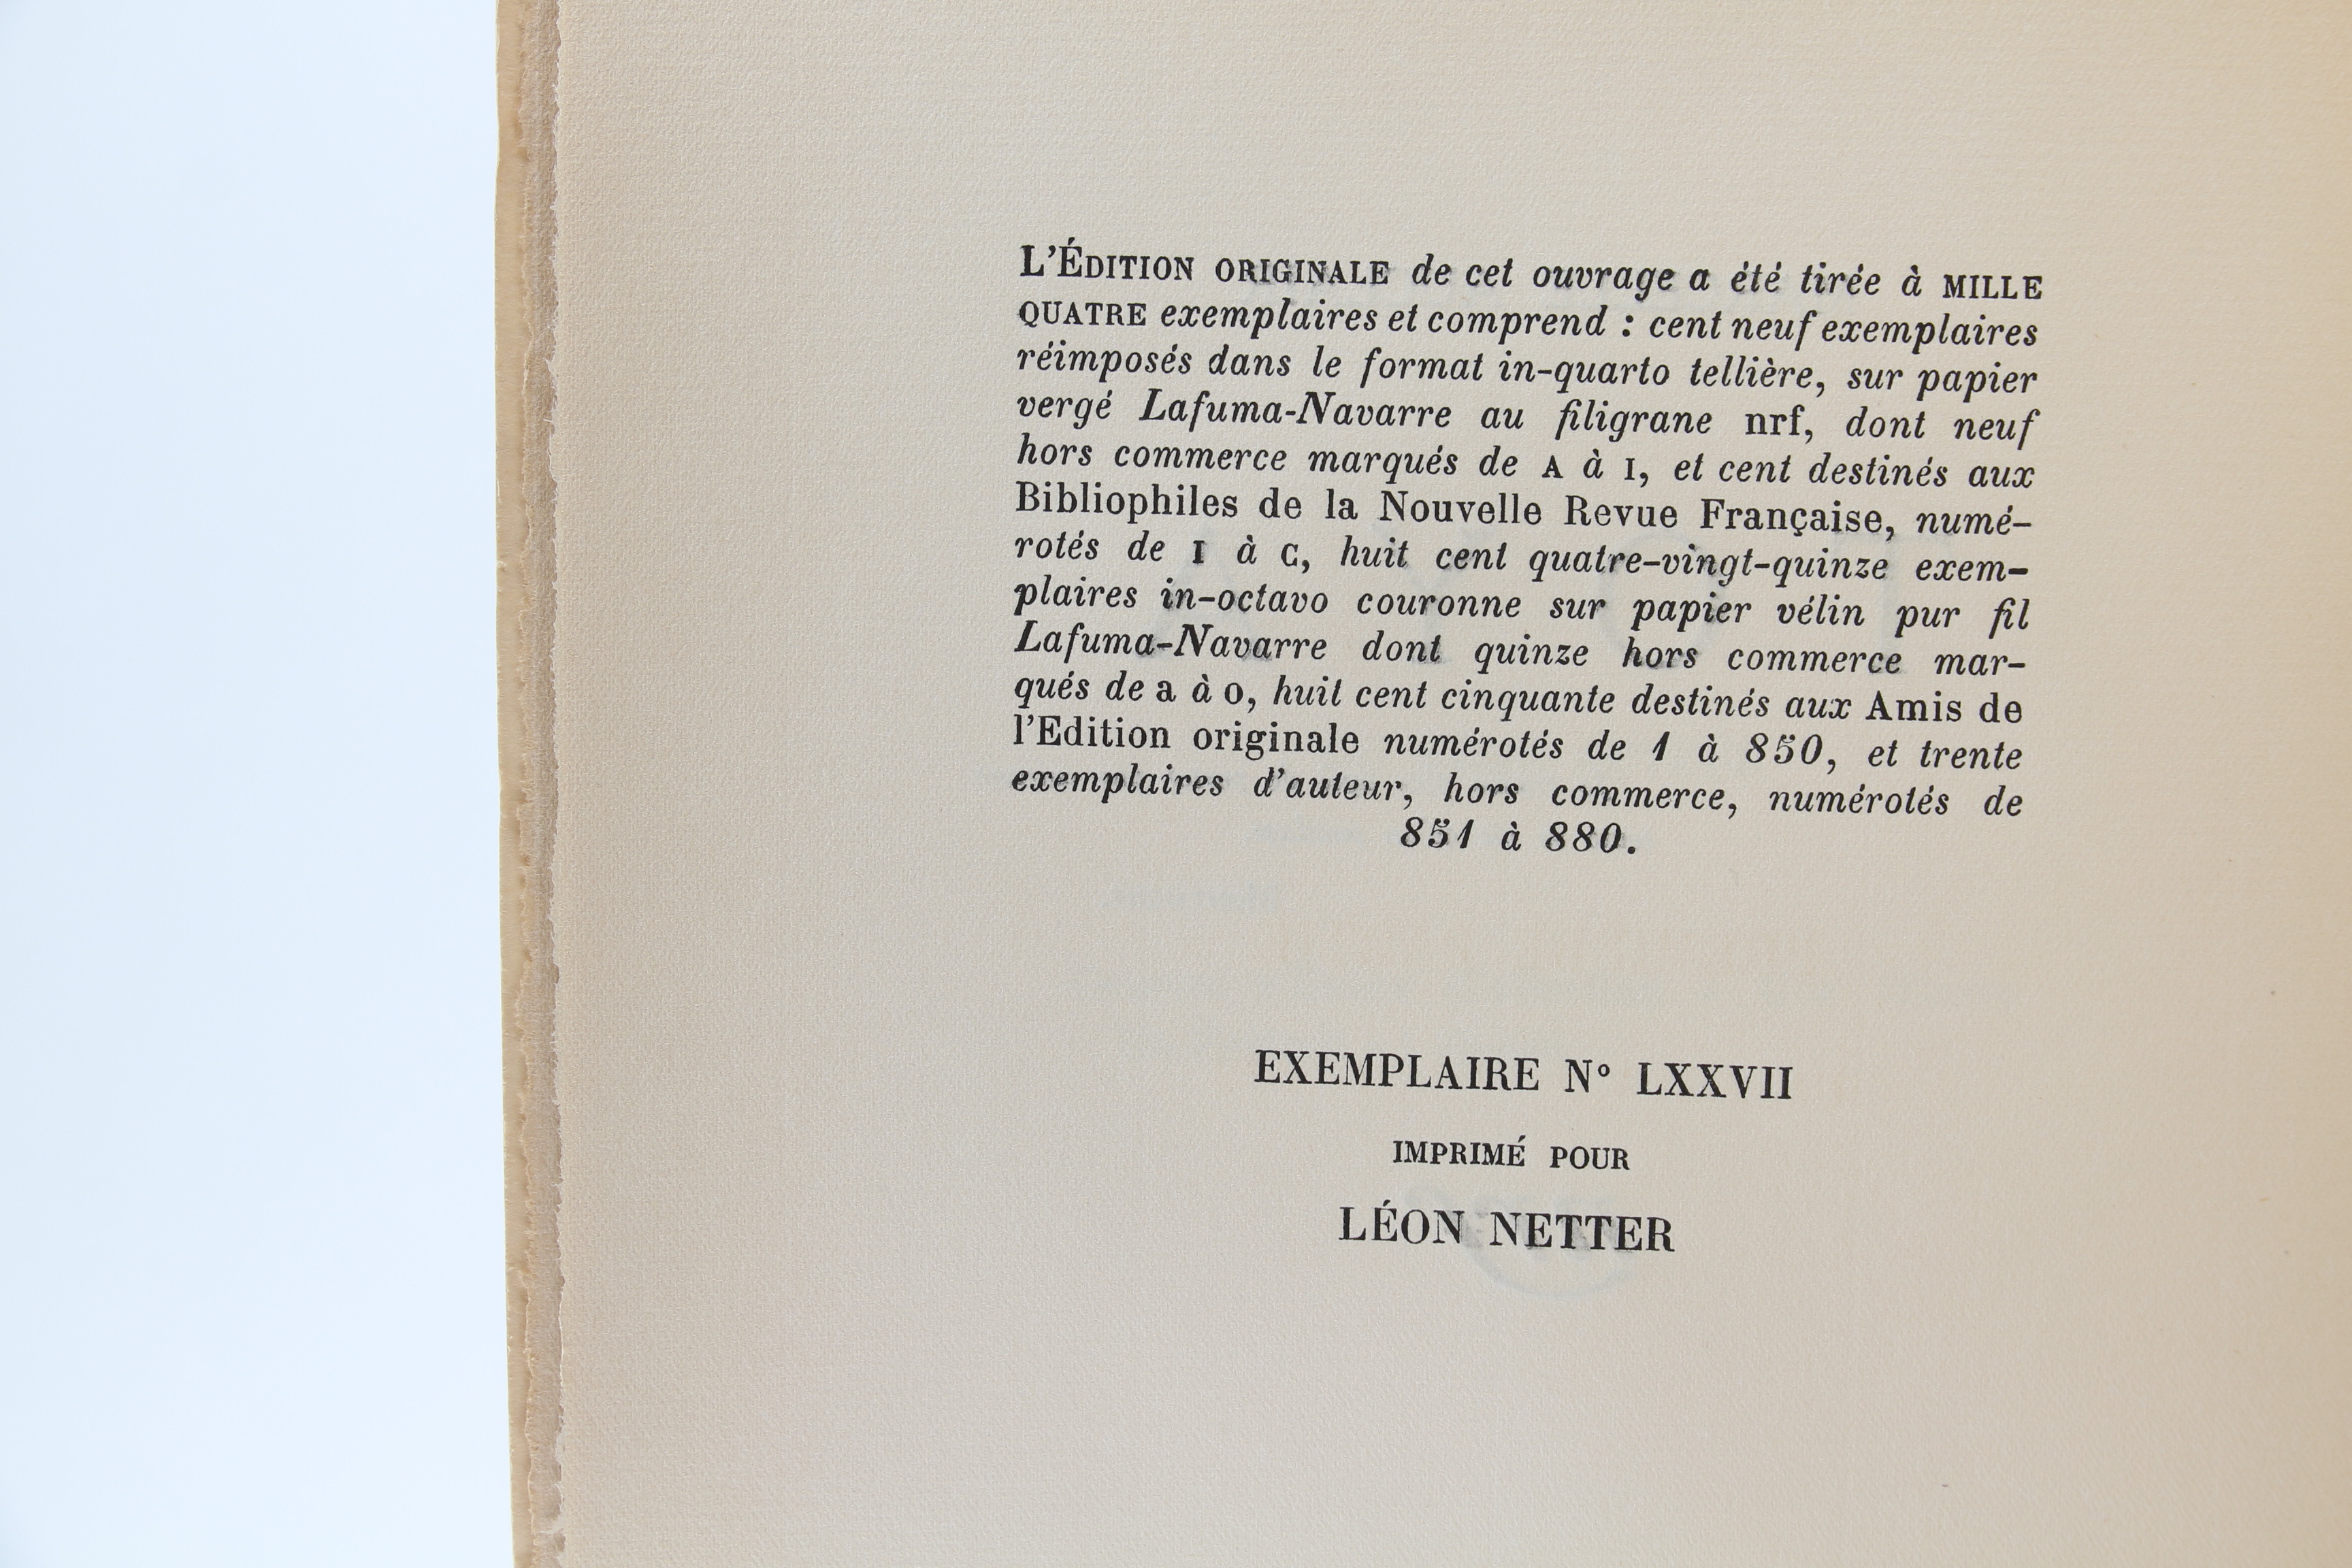 L'ÉDITION ORIGINALE de cet ouvrage a été tirée à MILLE
QUATRE exemplaires et comprend : cent neuf exemplaires
réimposés dans le format in-quarto tellière, sur papier
vergé Lafuma-Navarre au filigrane nrf, dont neuf
hors commerce marqués de A à I, et cent destinés aux
Bibliophiles de la Nouvelle Revue Française, numé-
rotés de I à C, huit cent quatre-vingt-quinze exem-
plaires in-octavo couronne sur papier vélin pur fil
Lafuma-Navarre dont quinze hors commerce mar-
qués de a à o, huit cent cinquante destinés aux Amis de
l'Edition originale numérotés de 1 à 850, et trente
exemplaires d'auteur, hors commerce, numérotés de
851 à 880.
EXEMPLAIRE N° LXXVII
IMPRIMÉ POUR
LÉON NETTER